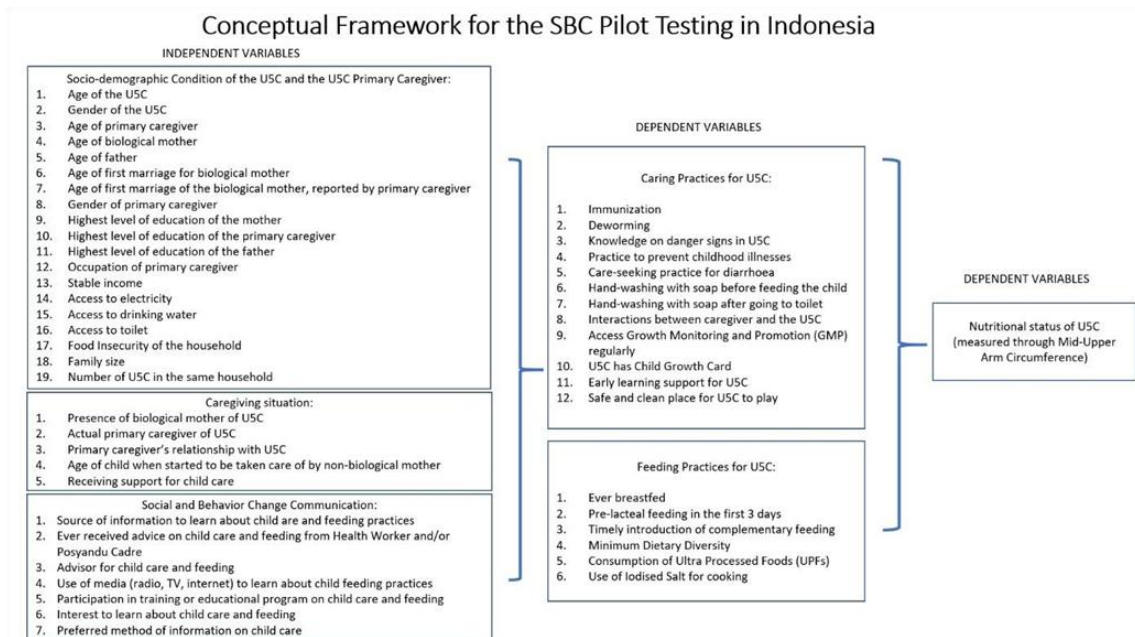 Conceptual Framework for the SBC Pilot Testing in Indonesia
INDEPENDENT VARIABLES
Socio-demographic Condition of the U5C and the U5C Primary Caregiver:
1. Age of the U5C
2. Gender of the U5C
3. Age of primary caregiver
4. Age of biological mother
5. Age of father
6. Age of first marriage for biological mother
7. Age of first marriage of the biological mother, reported by primary caregiver
8. Gender of primary caregiver
9. Highest level of education of the mother
10. Highest level of education of the primary caregiver
11. Highest level of education of the father
12. Occupation of primary caregiver
13. Stable income
14. Access to electricity
15. Access to drinking water
16. Access to toilet
17. Food Insecurity of the household
18. Family size
19. Number of U5C in the same household
Caregiving situation:
1. Presence of biological mother of U5C
2. Actual primary caregiver of U5C
3. Primary caregiver's relationship with U5C
4. Age of child when started to be taken care of by non-biological mother
5. Receiving support for child care
Social and Behavior Change Communication:
1. Source of information to learn about child are and feeding practices
2. Ever received advice on child care and feeding from Health Worker and/or
Posyandu Cadre
3. Advisor for child care and feeding
4. Use of media (radio, TV, internet) to learn about child feeding practices
5. Participation in training or educational program on child care and feeding
6. Interest to learn about child care and feeding
7. Preferred method of information on child care
DEPENDENT VARIABLES
Caring Practices for U5C:
1. Immunization
2. Deworming
3. Knowledge on danger signs in U5C
4. Practice to prevent childhood illnesses
5. Care-seeking practice for diarrhoea
6. Hand-washing with soap before feeding the child
7. Hand-washing with soap after going to toilet
8. Interactions between caregiver and the U5C
9. Access Growth Monitoring and Promotion (GMP)
regularly
10. U5C has Child Growth Card
11. Early learning support for U5C
12. Safe and clean place for U5C to play
Feeding Practices for U5C:
1. Ever breastfed
2. Pre-lacteal feeding in the first 3 days
3. Timely introduction of complementary feeding
4. Minimum Dietary Diversity
5. Consumption of Ultra Processed Foods (UPFs)
6. Use of Iodised Salt for cooking
DEPENDENT VARIABLES
Nutritional status of U5C
(measured through Mid-Upper
Arm Circumference)